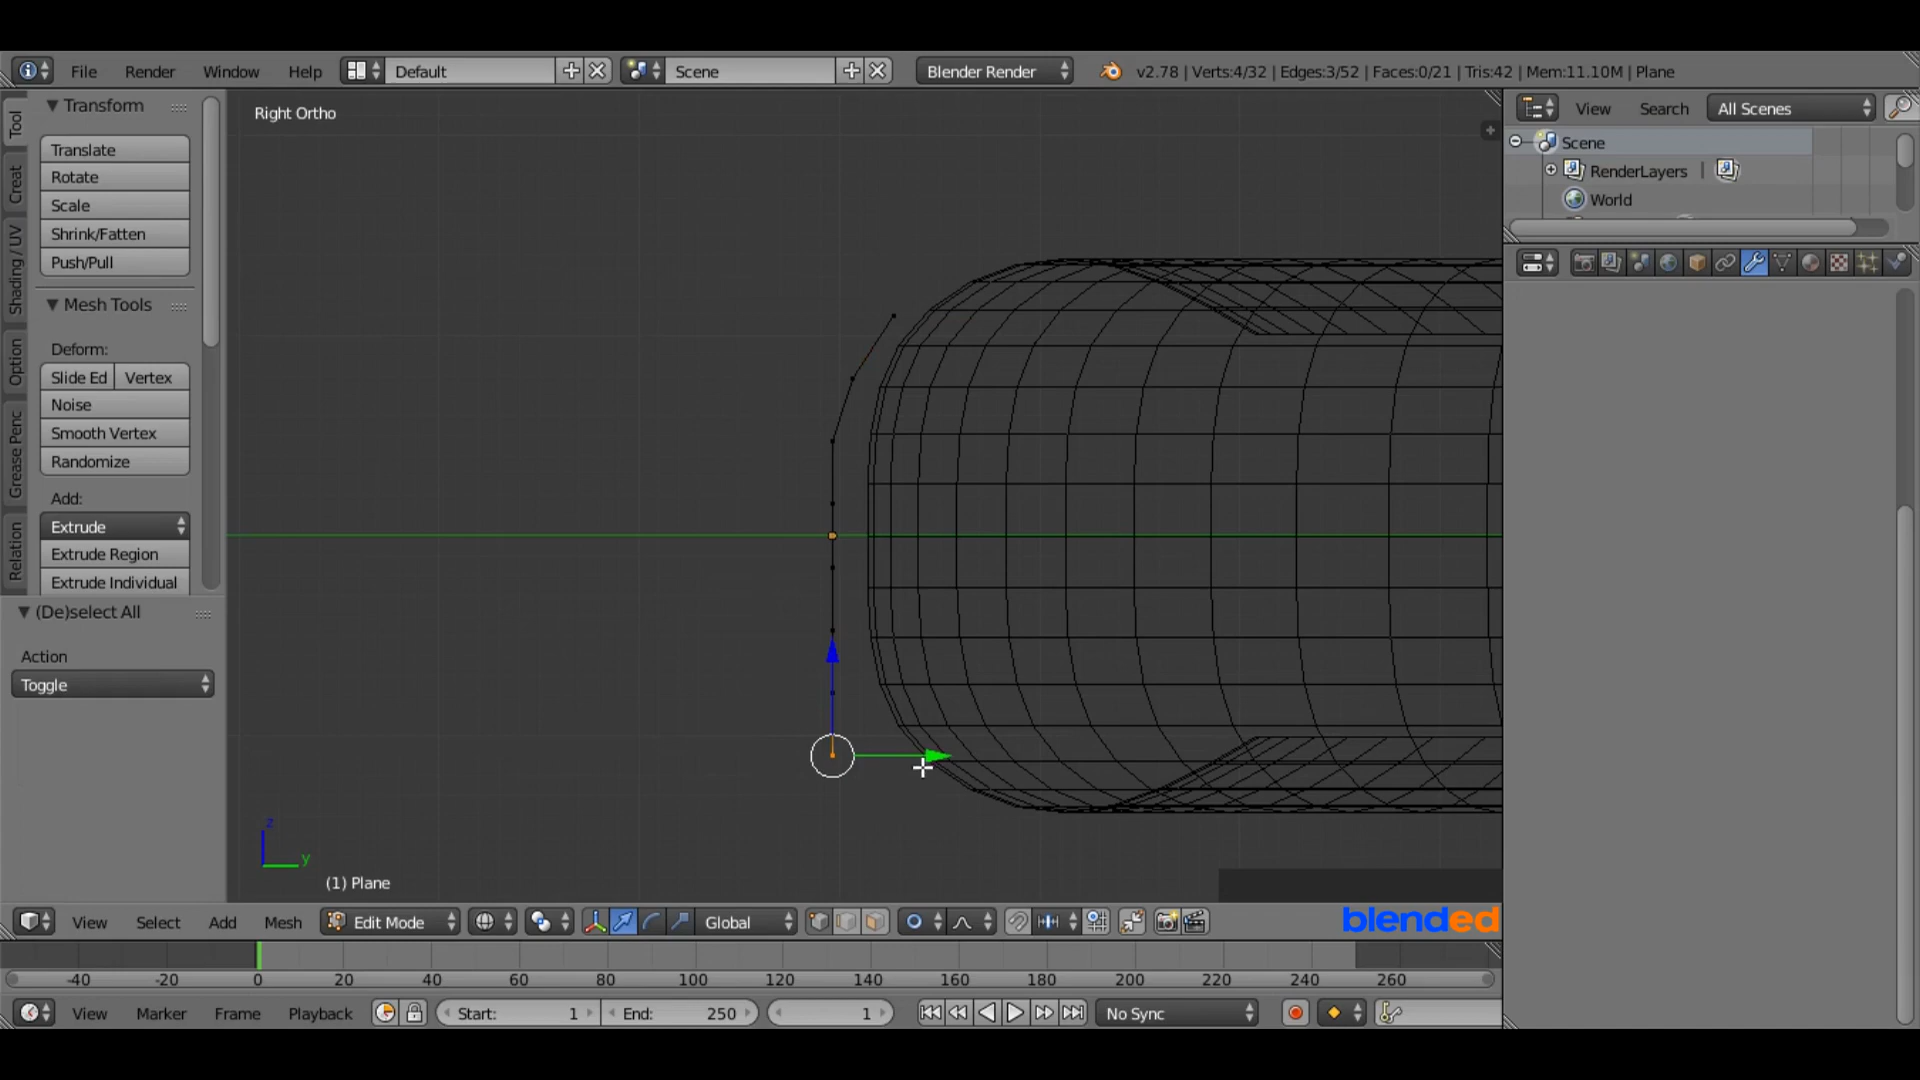 File Render Window Help Default Scene Blender Render v2.78 | Verts:4/32 | Edges:3/52 | Faces:0/21 | Tris:42 | Mem:11.10M | Plane
Transform
Translate
Rotate
Scale
Shrink/Fatten
Push/Pull
Mesh Tools
Deform:
Slide Ed Vertex
Noise
Smooth Vertex
Randomize
Add:
Extrude
Extrude Region
Extrude Individual
(De)select All
Action
Toggle
Tool
Creat
Shading / UV
Option
Grease Penc
Relation
Right Ortho
z
y
(1) Plane
View Search All Scenes
Scene
RenderLayers
World
View Select Add Mesh Edit Mode Global
blended
-40 -20 0 20 40 60 80 100 120 140 160 180 200 220 240 260
View Marker Frame Playback Start: 1 End: 250 1 No Sync